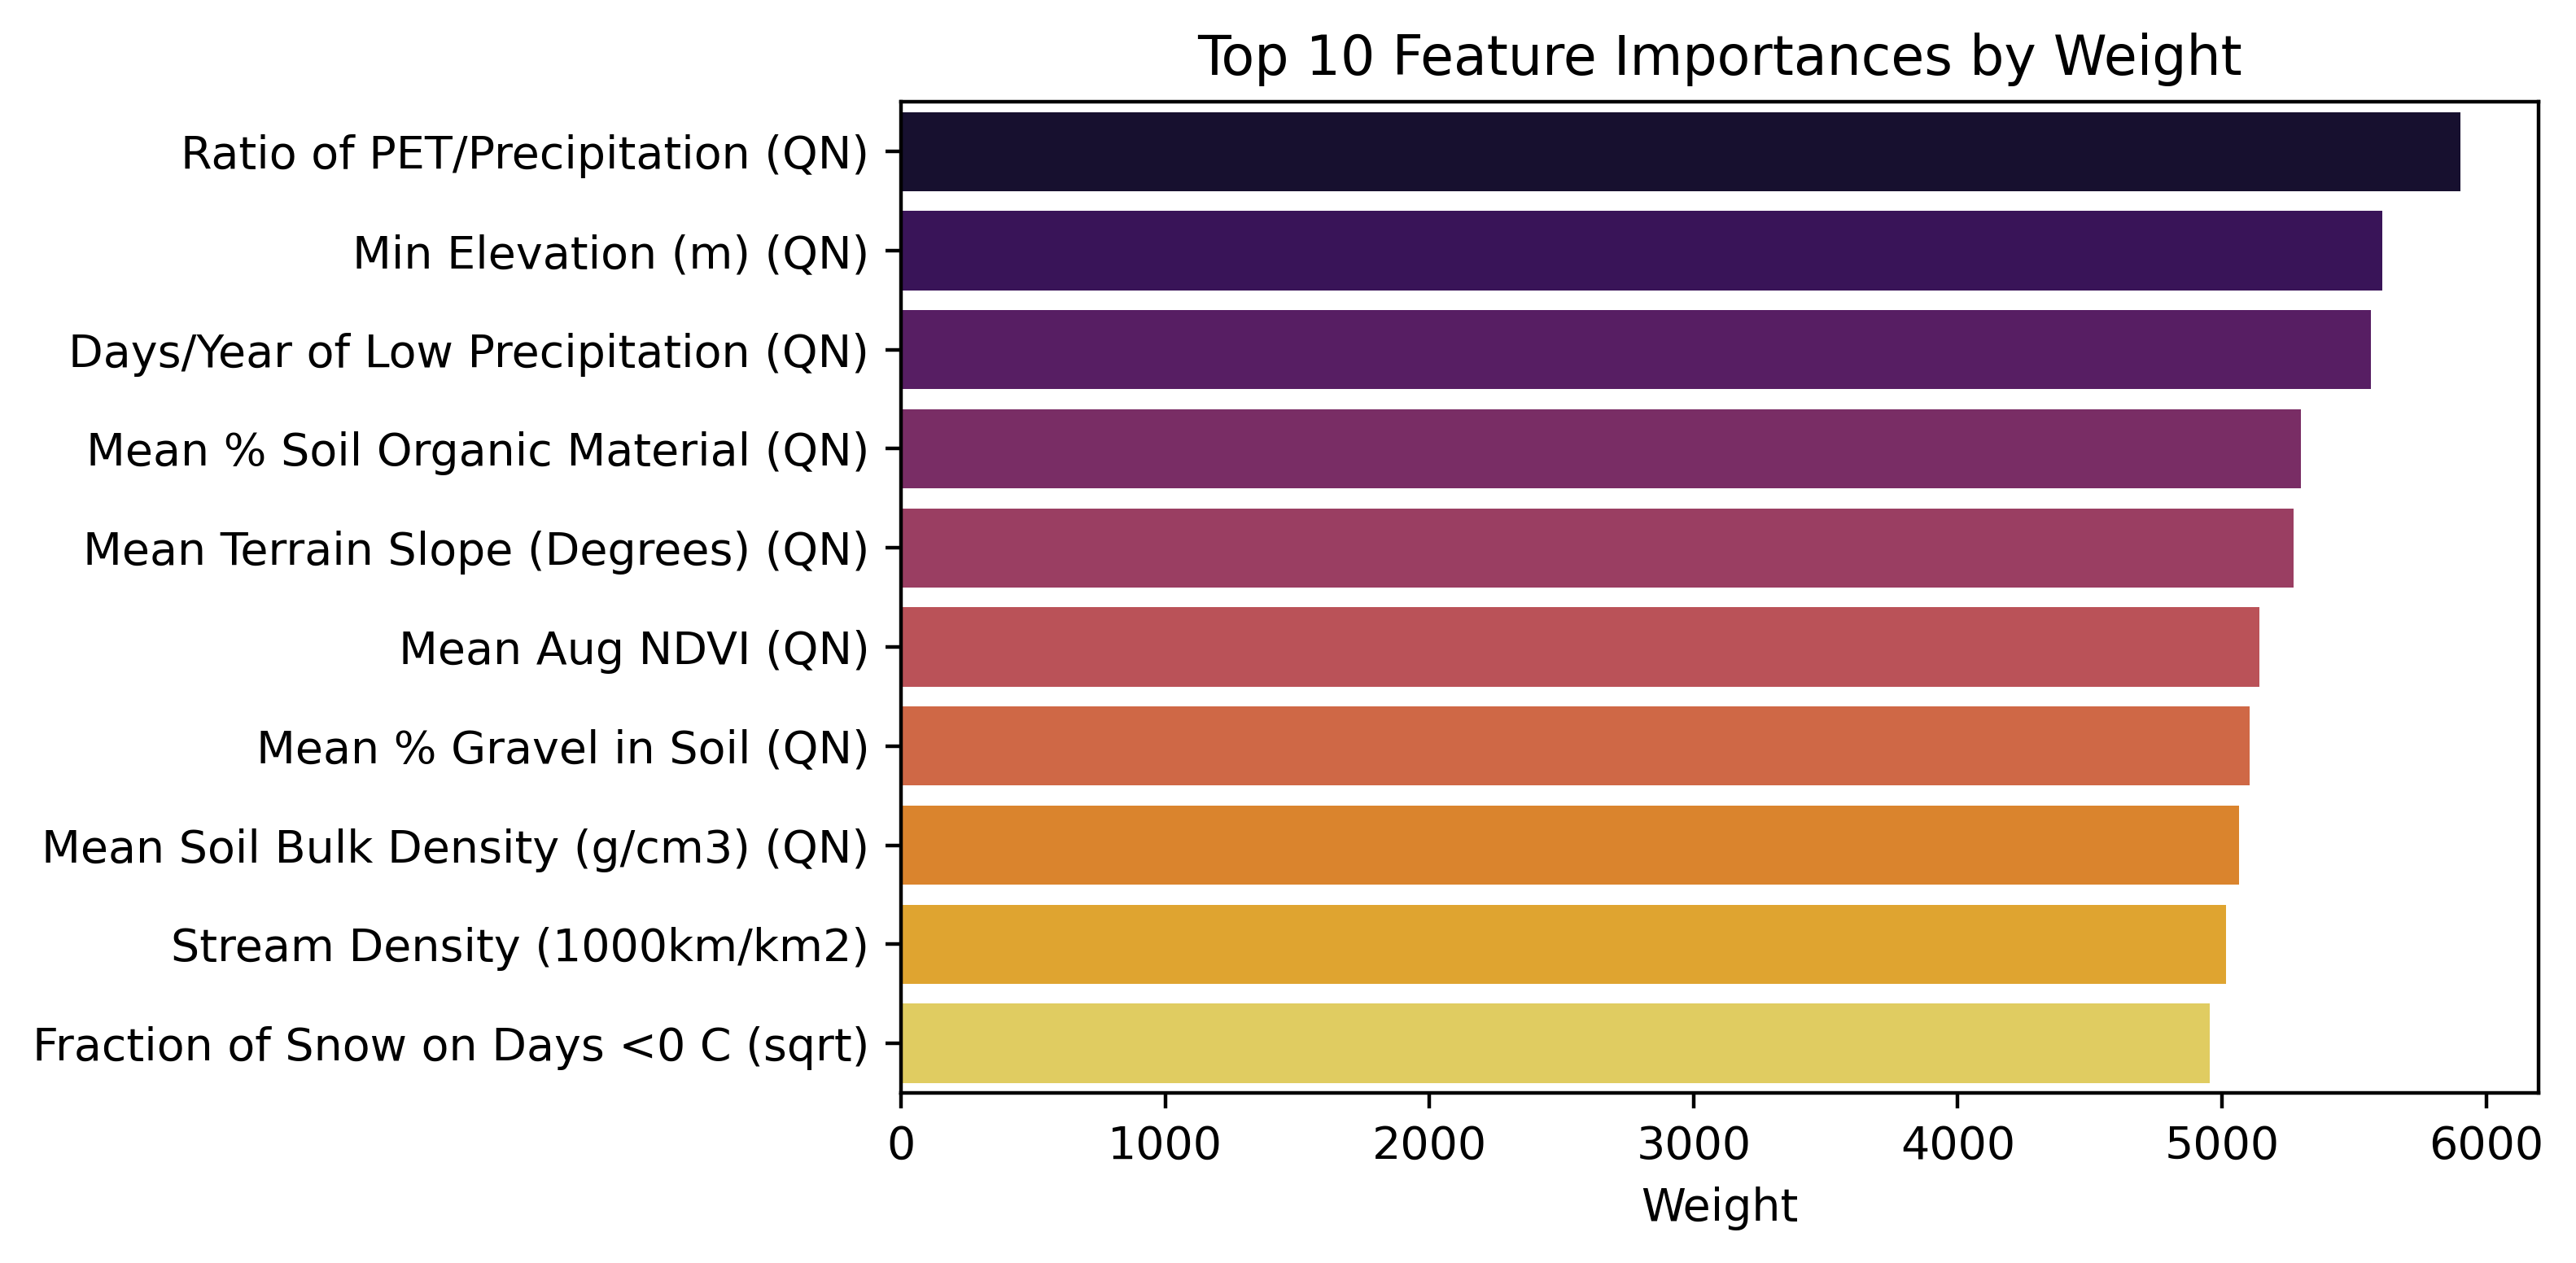 Top 10 Feature Importances by Weight
Ratio of PET/Precipitation (QN)
Min Elevation (m) (QN)
Days/Year of Low Precipitation (QN)
Mean % Soil Organic Material (QN)
Mean Terrain Slope (Degrees) (QN)
Mean Aug NDVI (QN)
Mean % Gravel in Soil (QN)
Mean Soil Bulk Density (g/cm3) (QN)
Stream Density (1000km/km2)
Fraction of Snow on Days <0 C (sqrt)
0 1000 2000 3000 4000 5000 6000
Weight